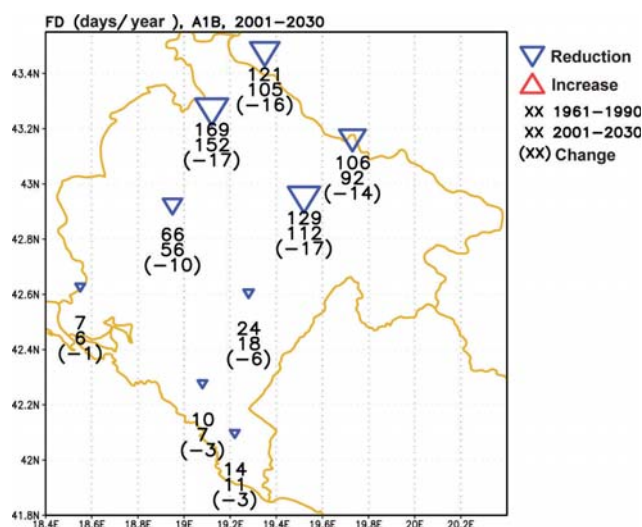 FD (days/year), A1B, 2001-2030
Reduction
Increase
XX 1961-1990
XX 2001-2030
(XX) Change
43.4N
43.2N
43N
42.8N
42.6N
42.4N
42.2N
42N
41.8N
121
105
(-16)
169
152
(-17)
106
92
(-14)
129
112
(-17)
66
56
(-10)
7
6
(-1)
24
18
(-6)
10
7
(-3)
14
11
(-3)
18.4E 18.6E 18.8E 19E 19.2E 19.4E 19.6E 19.8E 20E 20.2E